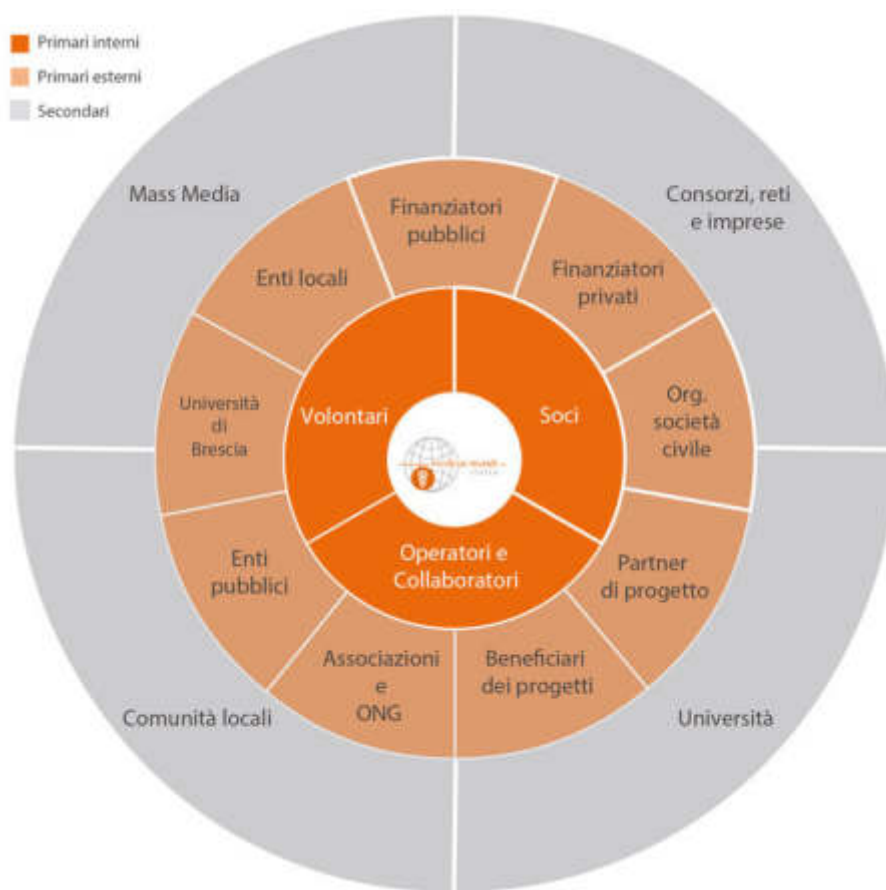 Primari interni
Primari esterni
Secondari
Mass Media
Consorzi, reti
e imprese
Finanziatori
pubblici
Enti locali
Finanziatori
privati
Università
di
Brescia
Volontari
Soci
Org.
società
civile
Operatori e
Collaboratori
Enti
pubblici
Partner
di progetto
Associazioni
e
ONG
Beneficiari
dei progetti
Comunità locali
Università